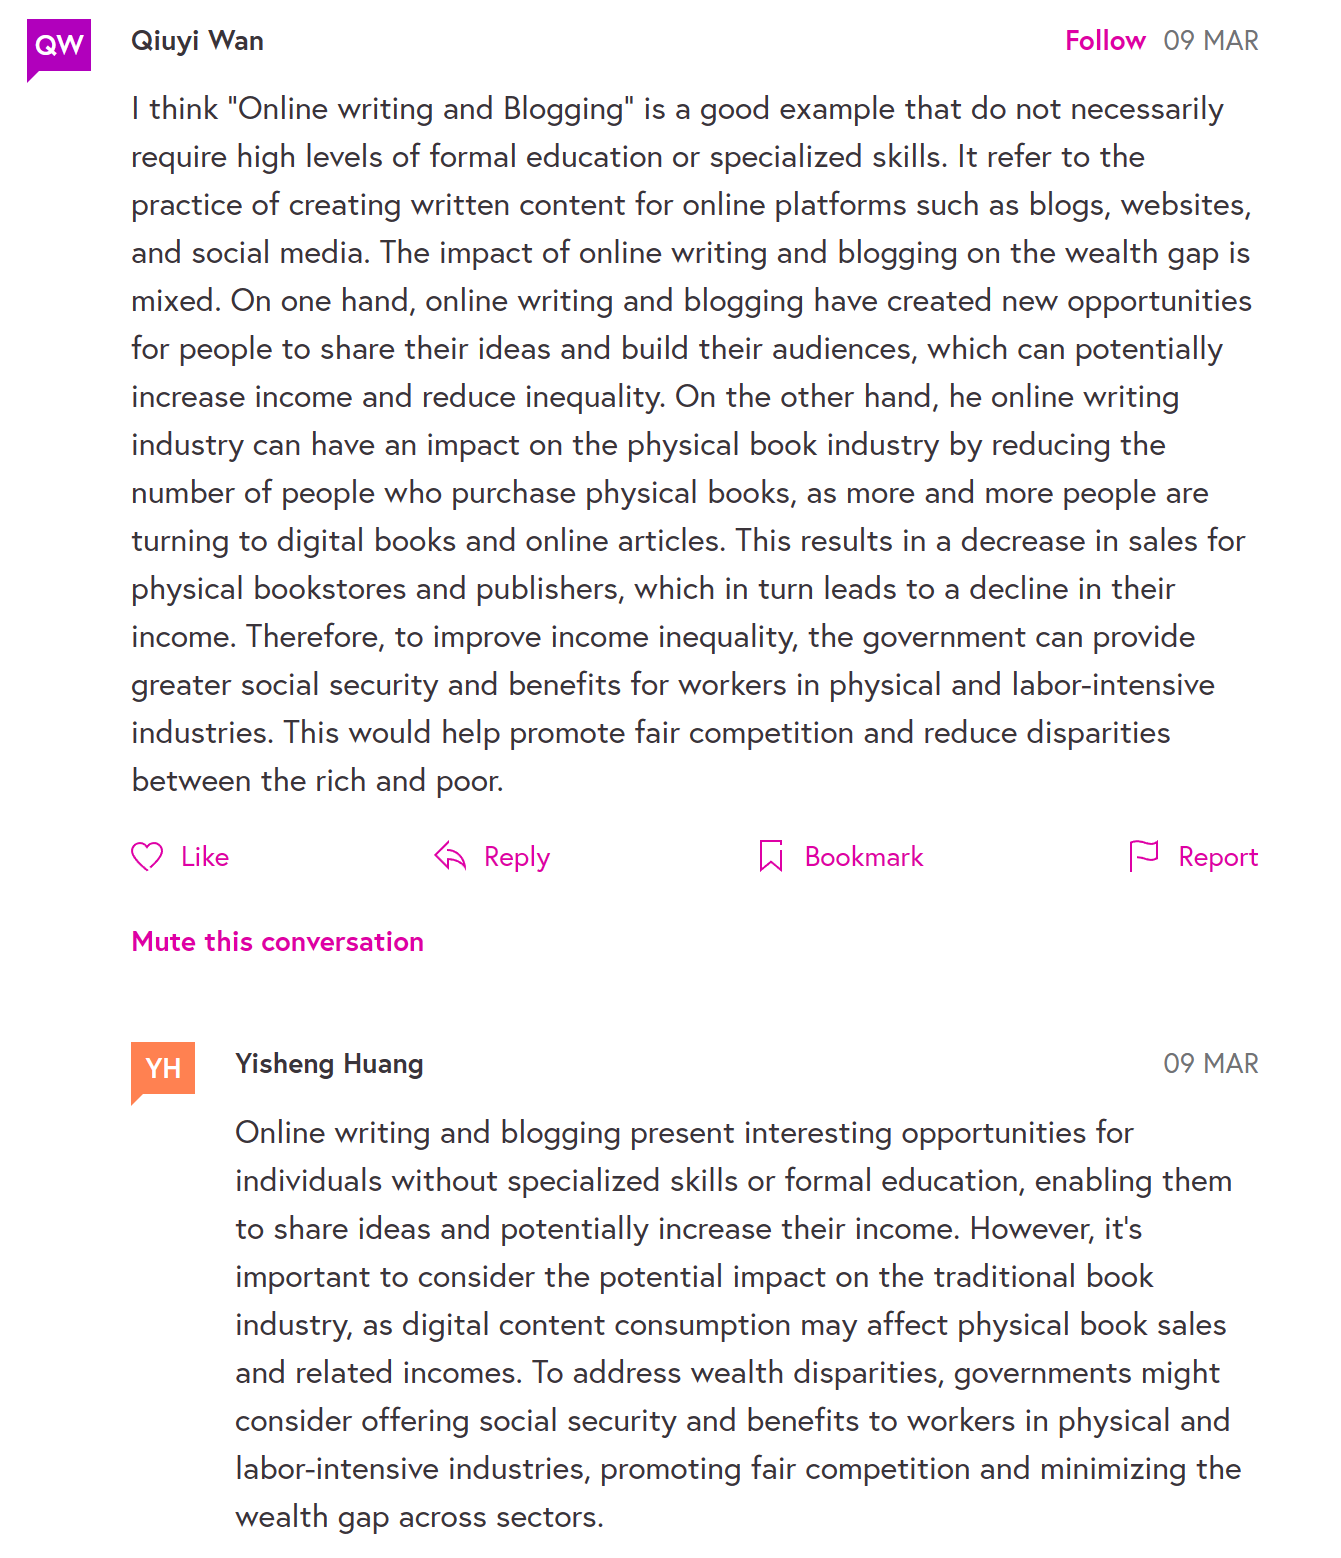 QW
Qiuyi Wan
Follow 09 MAR
I think "Online writing and Blogging" is a good example that do not necessarily
require high levels of formal education or specialized skills. It refer to the
practice of creating written content for online platforms such as blogs, websites,
and social media. The impact of online writing and blogging on the wealth gap is
mixed. On one hand, online writing and blogging have created new opportunities
for people to share their ideas and build their audiences, which can potentially
increase income and reduce inequality. On the other hand, he online writing
industry can have an impact on the physical book industry by reducing the
number of people who purchase physical books, as more and more people are
turning to digital books and online articles. This results in a decrease in sales for
physical bookstores and publishers, which in turn leads to a decline in their
income. Therefore, to improve income inequality, the government can provide
greater social security and benefits for workers in physical and labor-intensive
industries. This would help promote fair competition and reduce disparities
between the rich and poor.
Like
Reply
Bookmark
Report
Mute this conversation
YH
Yisheng Huang
09 MAR
Online writing and blogging present interesting opportunities for
individuals without specialized skills or formal education, enabling them
to share ideas and potentially increase their income. However, it's
important to consider the potential impact on the traditional book
industry, as digital content consumption may affect physical book sales
and related incomes. To address wealth disparities, governments might
consider offering social security and benefits to workers in physical and
labor-intensive industries, promoting fair competition and minimizing the
wealth gap across sectors.